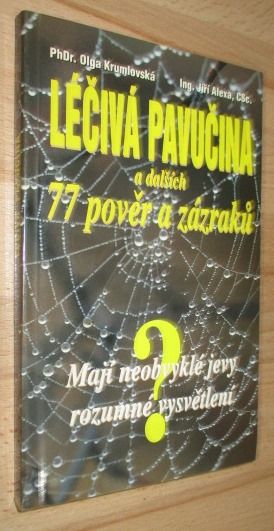 PhDr. Olga Krumlovská
Ing. Jiří Alexa, CSc.
LÉČIVÁ PAVUČINA
a dalších
77 pověr a zázraků
?
Mají neobvyklé jevy
rozumné vysvětlení